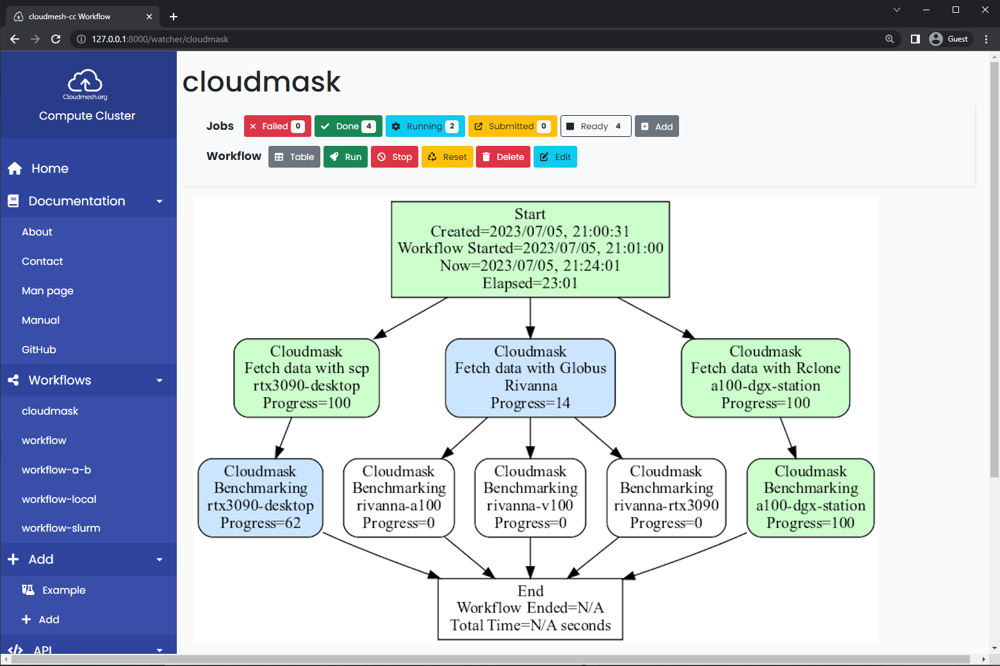 cloudmesh-cc Workflow
127.0.0.1:8000/watcher/cloudmask
Guest
Cloudmesh.org
Compute Cluster
Home
Documentation
About
Contact
Man page
Manual
GitHub
Workflows
cloudmask
workflow
workflow-a-b
workflow-local
workflow-slurm
Add
Example
Add
API
cloudmask
Jobs Failed 0 Done 4 Running 2 Submitted 0 Ready 4 Add
Workflow Table Run Stop Reset Delete Edit
Start
Created=2023/07/05, 21:00:31
Workflow Started=2023/07/05, 21:01:00
Now=2023/07/05, 21:24:01
Elapsed=23:01
Cloudmask
Fetch data with scp
rtx3090-desktop
Progress=100
Cloudmask
Fetch data with Globus
Rivanna
Progress=14
Cloudmask
Fetch data with Rclone
a100-dgx-station
Progress=100
Cloudmask
Benchmarking
rtx3090-desktop
Progress=62
Cloudmask
Benchmarking
rivanna-a100
Progress=0
Cloudmask
Benchmarking
rivanna-v100
Progress=0
Cloudmask
Benchmarking
rivanna-rtx3090
Progress=0
Cloudmask
Benchmarking
a100-dgx-station
Progress=100
End
Workflow Ended=N/A
Total Time=N/A seconds